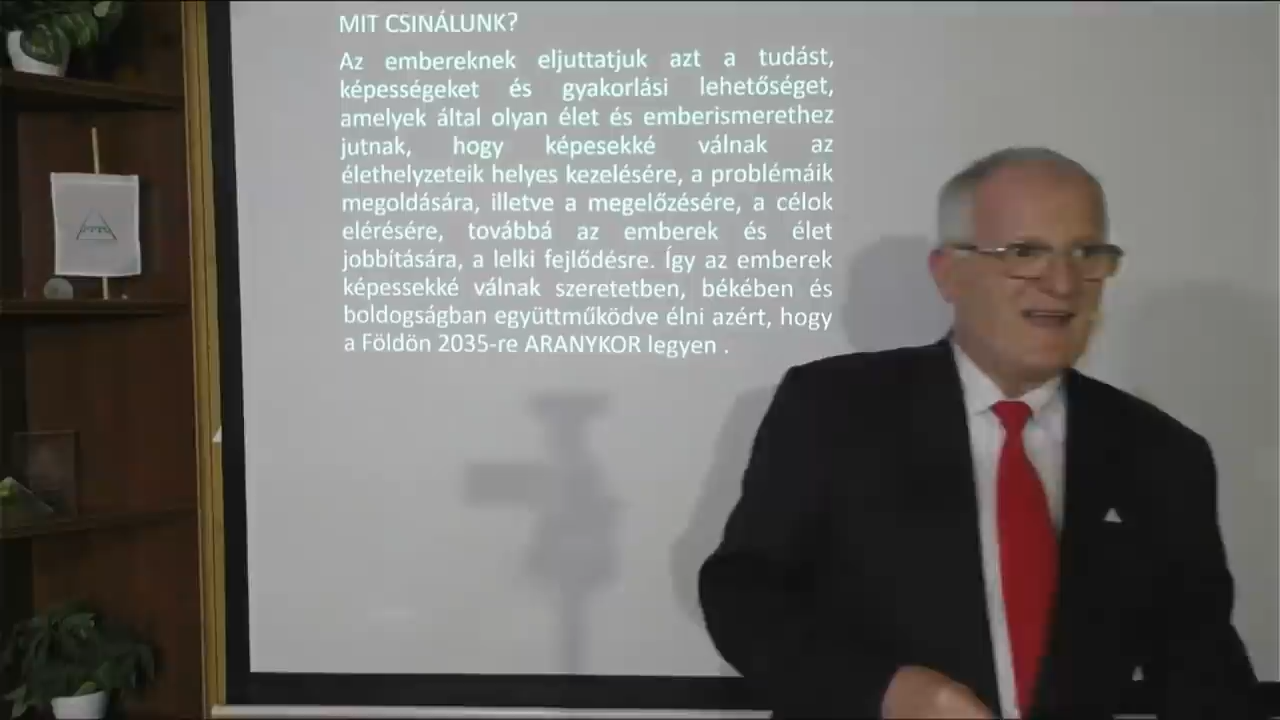 MIT CSINÁLUNK?
Az embereknek eljuttatjuk azt a tudást,
képességeket és gyakorlási lehetőséget,
amelyek által olyan élet és emberismerethez
jutnak, hogy képesekké válnak az
élethelyzeteik helyes kezelésére, a problémáik
megoldására, illetve a megelőzésére, a célok
elérésére, továbbá az emberek és élet
jobbítására, a lelki fejlődésre. Így az emberek
képessekké válnak szeretetben, békében és
boldogságban együttműködve élni azért, hogy
a Földön 2035-re ARANYKOR legyen .